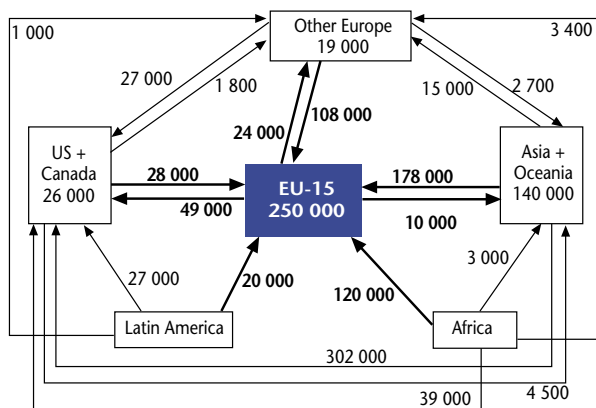 1 000
Other Europe
19 000
3 400
27 000
1 800
15 000
2 700
24 000
108 000
US +
Canada
26 000
28 000
49 000
EU-15
250 000
178 000
10 000
Asia +
Oceania
140 000
27 000
20 000
120 000
3 000
Latin America
Africa
302 000
39 000
4 500